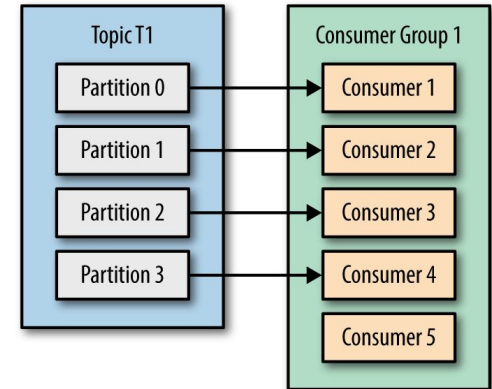 Topic T1
Partition 0
Partition 1
Partition 2
Partition 3
Consumer Group 1
Consumer 1
Consumer 2
Consumer 3
Consumer 4
Consumer 5